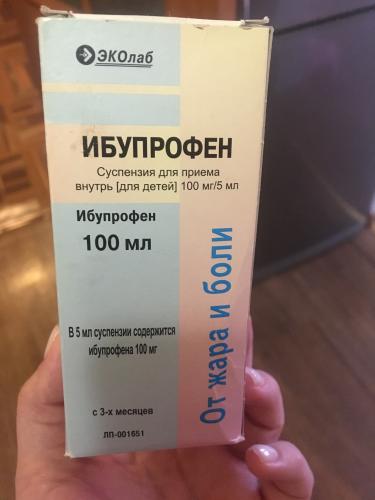 ЭКОлаб
ИБУПРОФЕН
Суспензия для приема
внутрь [для детей] 100 мг/5 мл
Ибупрофен
100 мл
В 5 мл суспензии содержится
ибупрофена 100 мг
с 3-х месяцев
ЛП-001651
От жара и боли